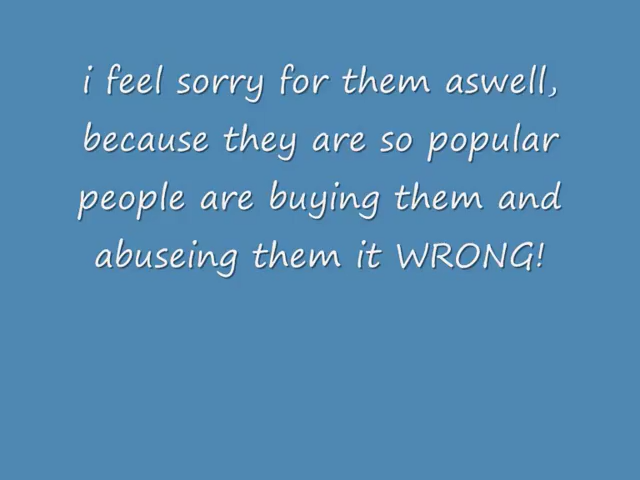 i feel sorry for them aswell,
because they are so popular
people are buying them and
abuseing them it WRONG!